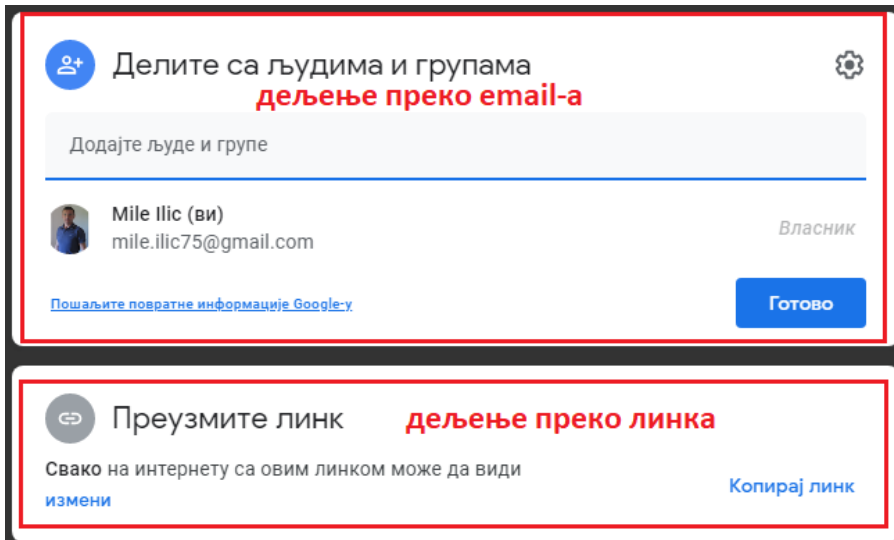 Делите са људима и групама
дељење преко email-а
Додајте људе и групе
Mile Ilic (ви)
mile.ilic75@gmail.com
Власник
Пошаљите повратне информације Google-у
Готово
Преузмите линк
дељење преко линка
Свако на интернету са овим линком може да види
измени
Копирај линк